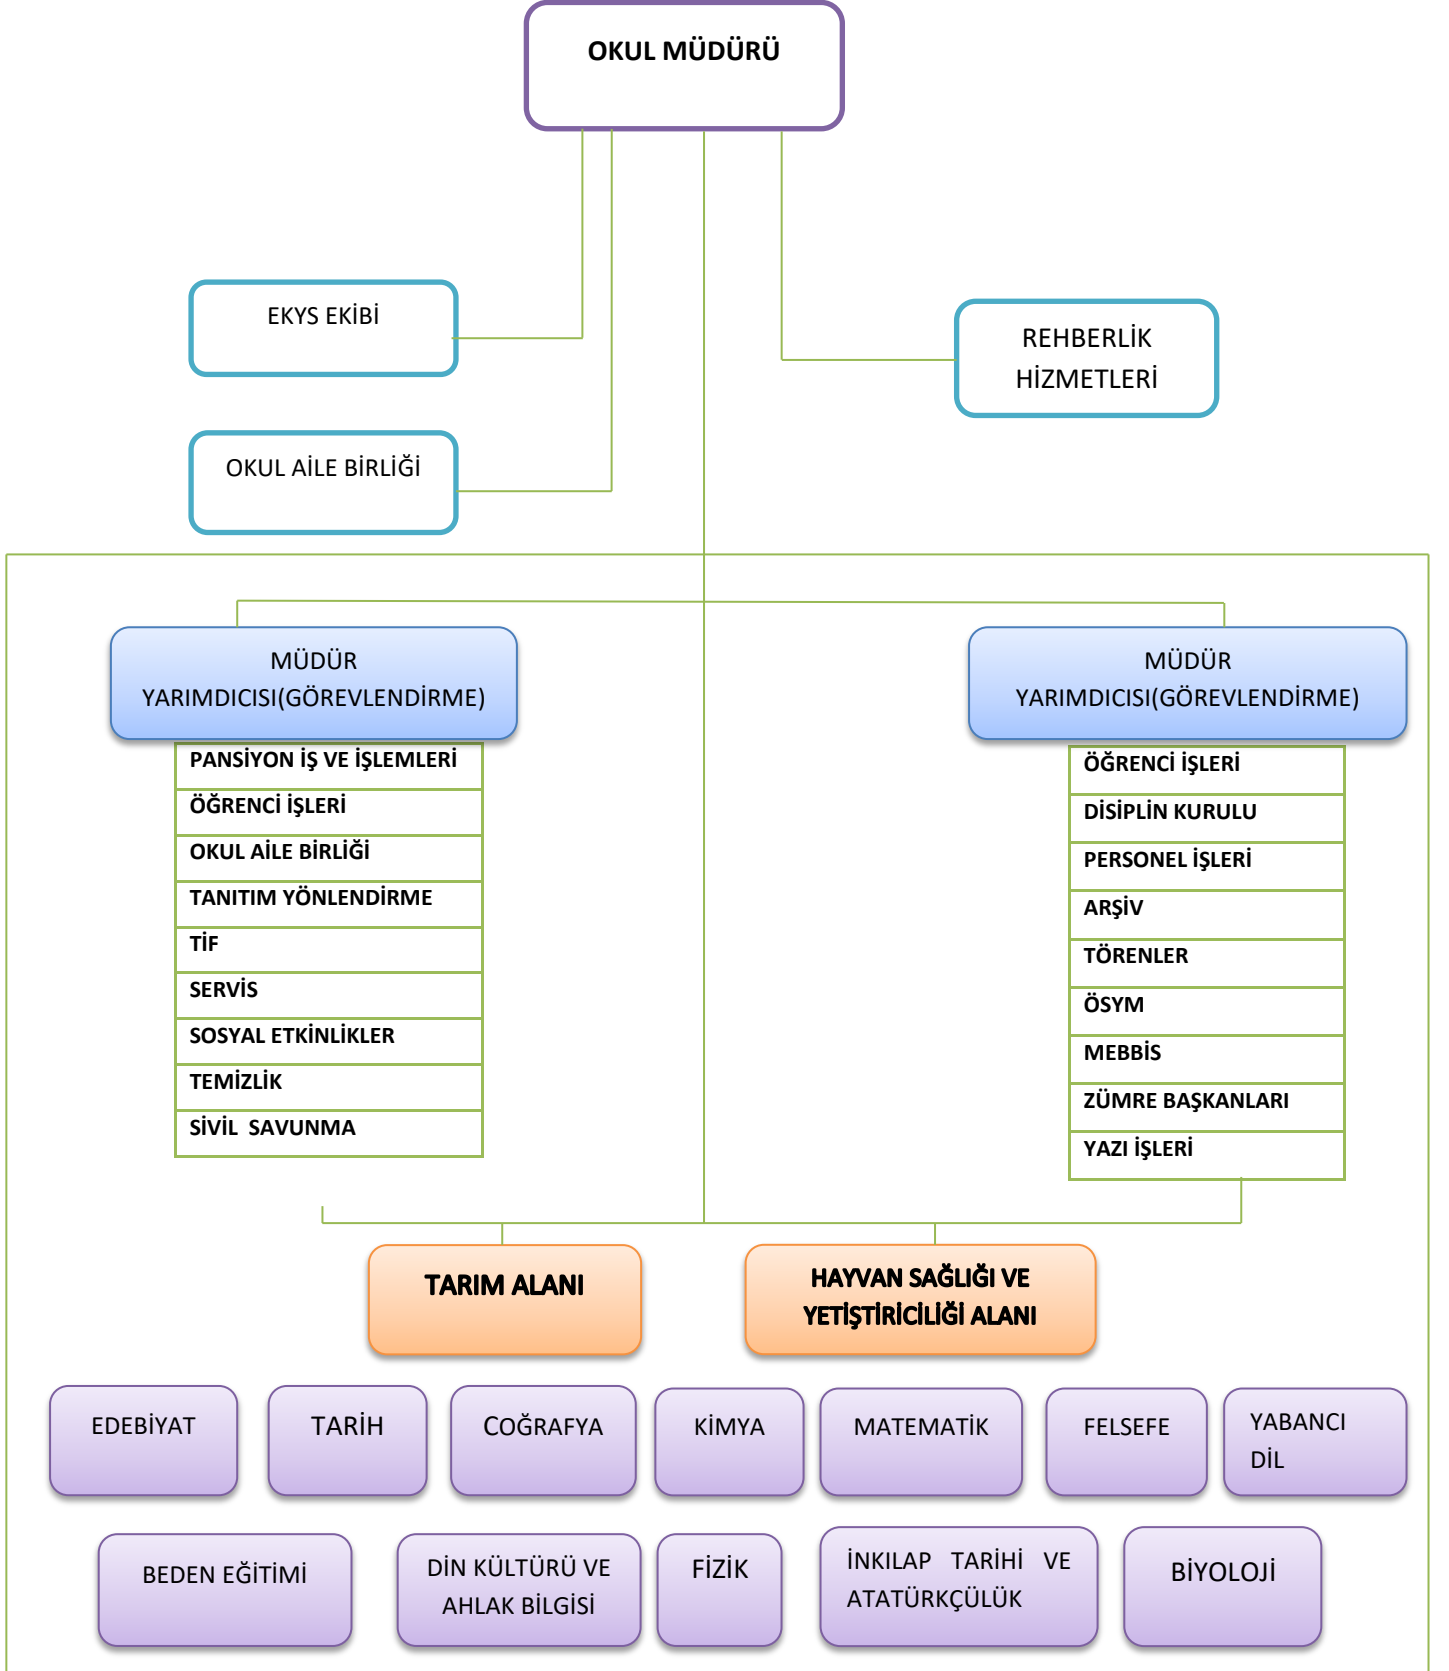 OKUL MÜDÜRÜ
EKYS EKİBİ
REHBERLİK
HİZMETLERİ
OKUL AİLE BİRLİĞİ
MÜDÜR
YARIMDICISI(GÖREVLENDİRME)
PANSİYON İŞ VE İŞLEMLERİ
ÖĞRENCİ İŞLERİ
OKUL AİLE BİRLİĞİ
TANITIM YÖNLENDİRME
TİF
SERVİS
SOSYAL ETKİNLİKLER
TEMİZLİK
SİVİL SAVUNMA
MÜDÜR
YARIMDICISI(GÖREVLENDİRME)
ÖĞRENCİ İŞLERİ
DİSİPLİN KURULU
PERSONEL İŞLERİ
ARŞİV
TÖRENLER
ÖSYM
MEBBİS
ZÜMRE BAŞKANLARI
YAZI İŞLERİ
TARIM ALANI
HAYVAN SAĞLIĞI VE
YETİŞTİRİCİLİĞİ ALANI
EDEBİYAT
TARİH
COĞRAFYA
KİMYA
MATEMATİK
FELSEFE
YABANCI
DİL
BEDEN EĞİTİMİ
DİN KÜLTÜRÜ VE
AHLAK BİLGİSİ
FİZİK
İNKILAP TARİHİ VE
ATATÜRKÇÜLÜK
BİYOLOJİ